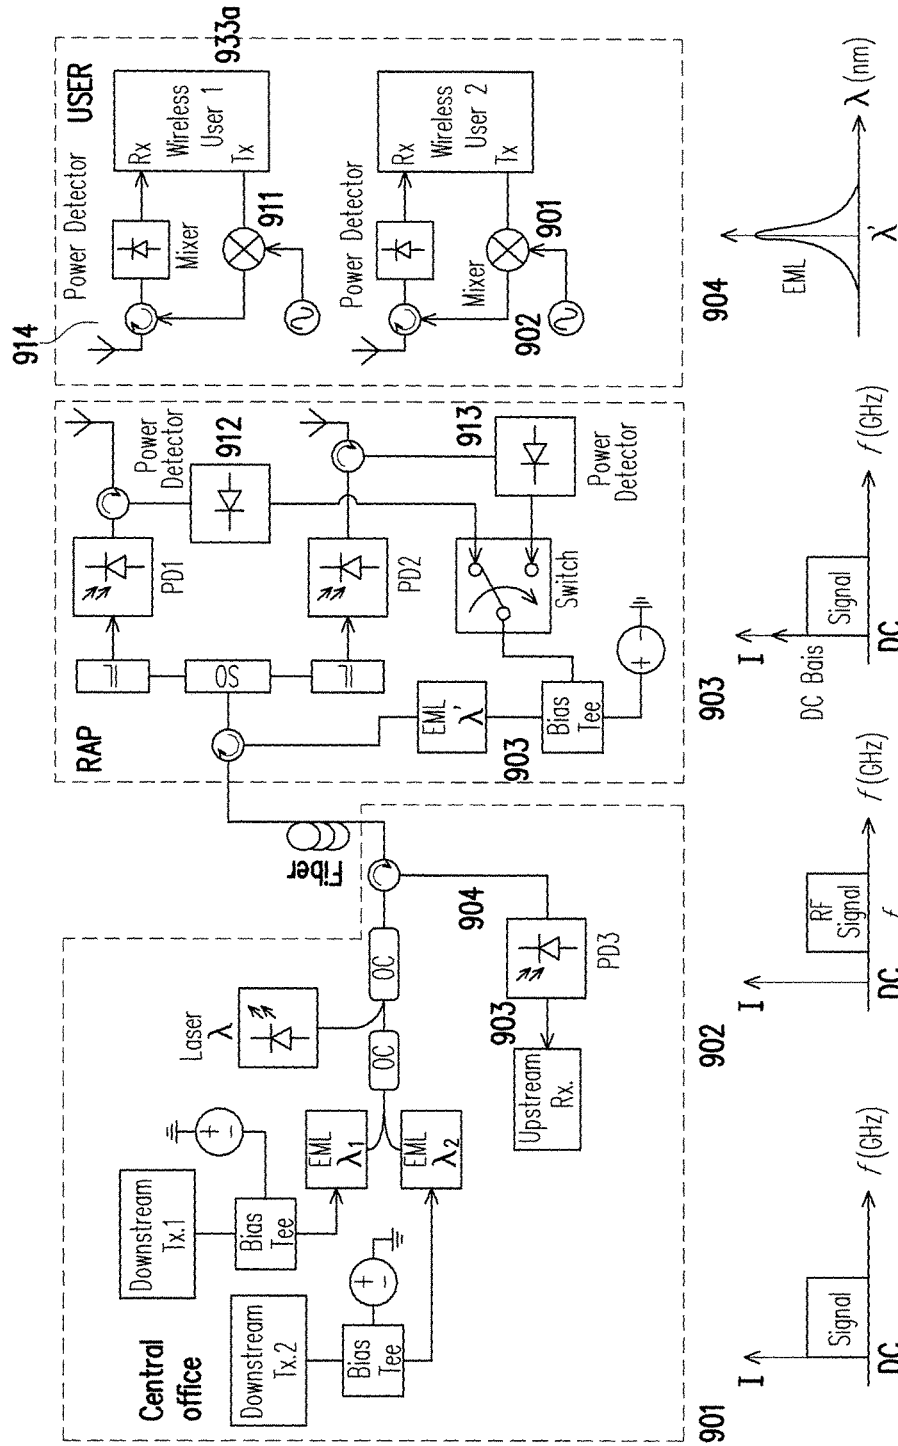 Central
office
Downstream
Tx.1
Downstream
Tx.2
Bias
Tee
Bias
Tee
+
-
+
-
EML
λ1
EML
λ2
Laser
λ
OC
OC
Upstream
Rx.
903
PD3
904
Fiber
RAP
TF
OS
TF
PD1
PD2
Power
Detector
912
913
Power
Detector
Switch
EML
λ'
903
Bias
Tee
+
-
914
USER
Power Detector
Mixer
911
Rx
Wireless
User 1
Tx
933a
Power Detector
Mixer
901
902
Rx
Wireless
User 2
Tx
901
I
Signal
DC
f(GHz)
902
I
RF
Signal
DC
f
f(GHz)
903
I
DC Bais
Signal
DC
f(GHz)
904
EML
λ'
λ(nm)